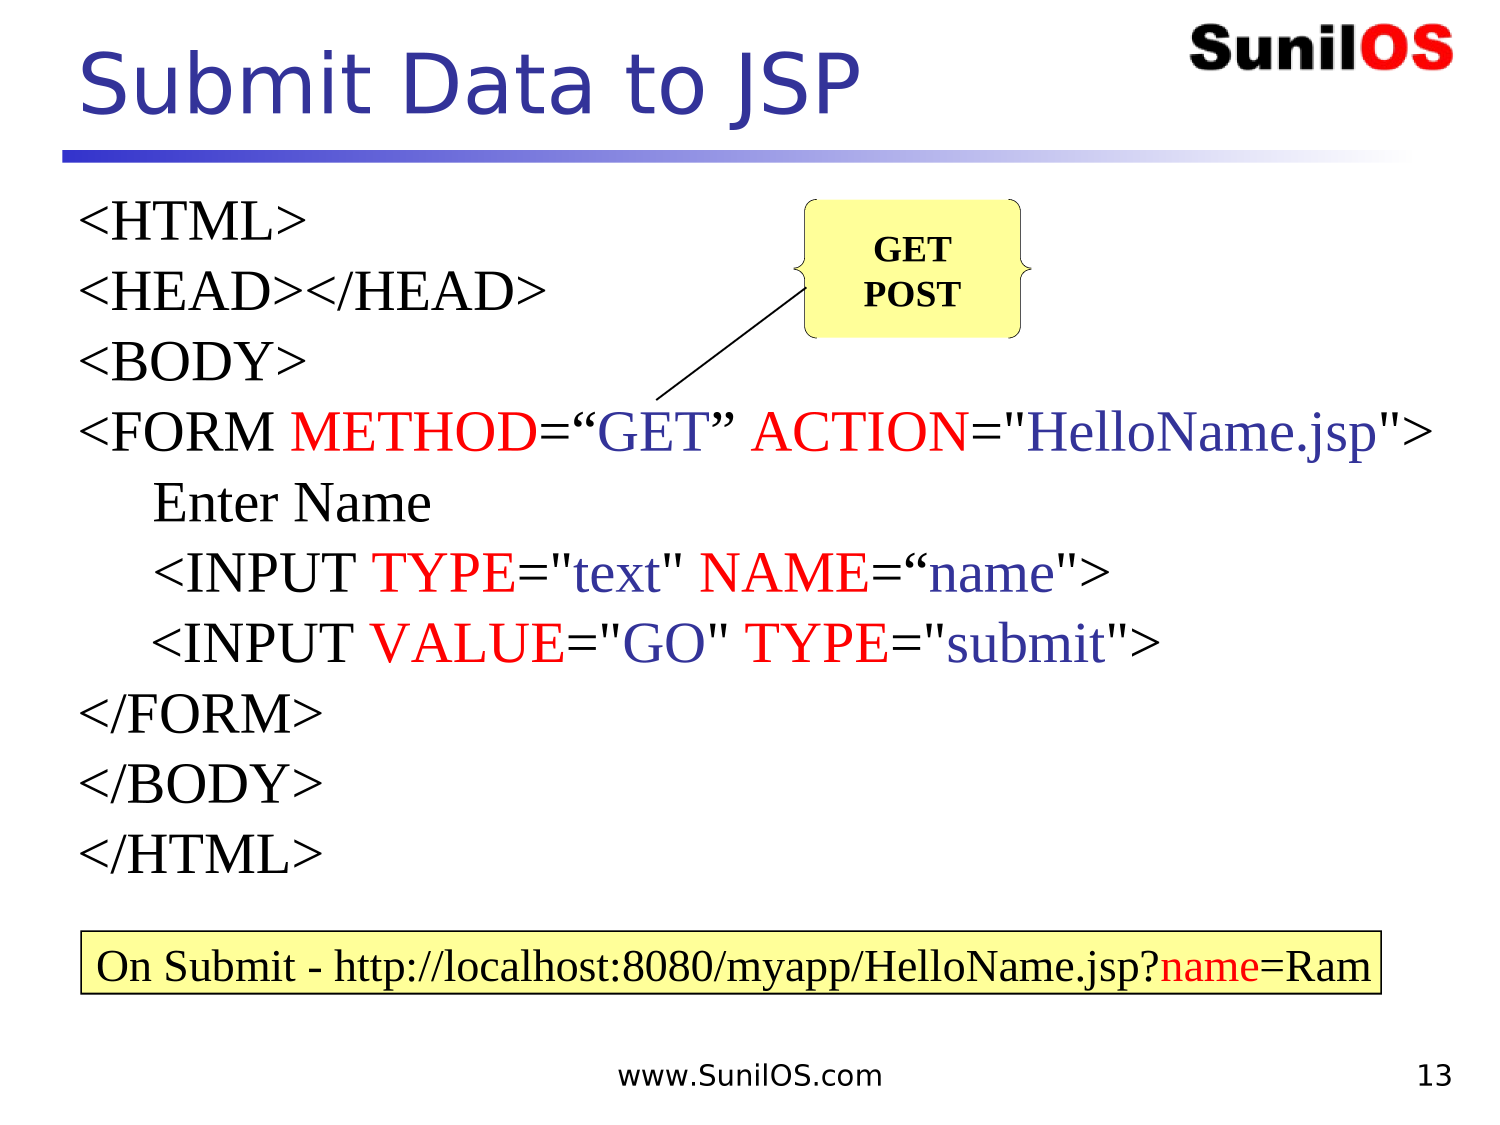 Submit Data to JSP
SunilOS
<HTML>
<HEAD></HEAD>
<BODY>
GET
POST
<FORM METHOD=“GET” ACTION="HelloName.jsp">
Enter Name
<INPUT TYPE="text" NAME=“name">
<INPUT VALUE="GO" TYPE="submit">
</FORM>
</BODY>
</HTML>
On Submit - http://localhost:8080/myapp/HelloName.jsp?name=Ram
www.SunilOS.com
13